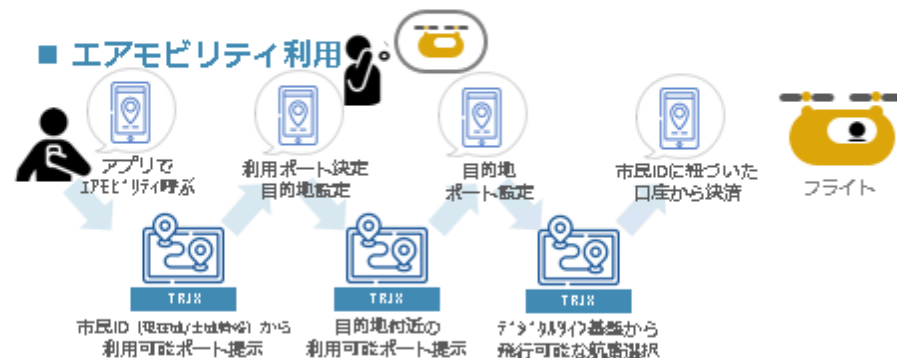 ■ エアモビリティ利用
アプリで
ｴｱﾓﾋﾞﾘﾃｨ呼ぶ
利用ポート決定
目的地設定
目的地
ポート設定
市民IDに紐づいた
口座から決済
フライト
TRJX
TRJX
TRJX
市民ID から
利用可能ポート提示
目的地付近の
利用可能ポート提示
ﾃﾞｼﾞﾀﾙﾂｲﾝ基盤から
飛行可能な航路選択